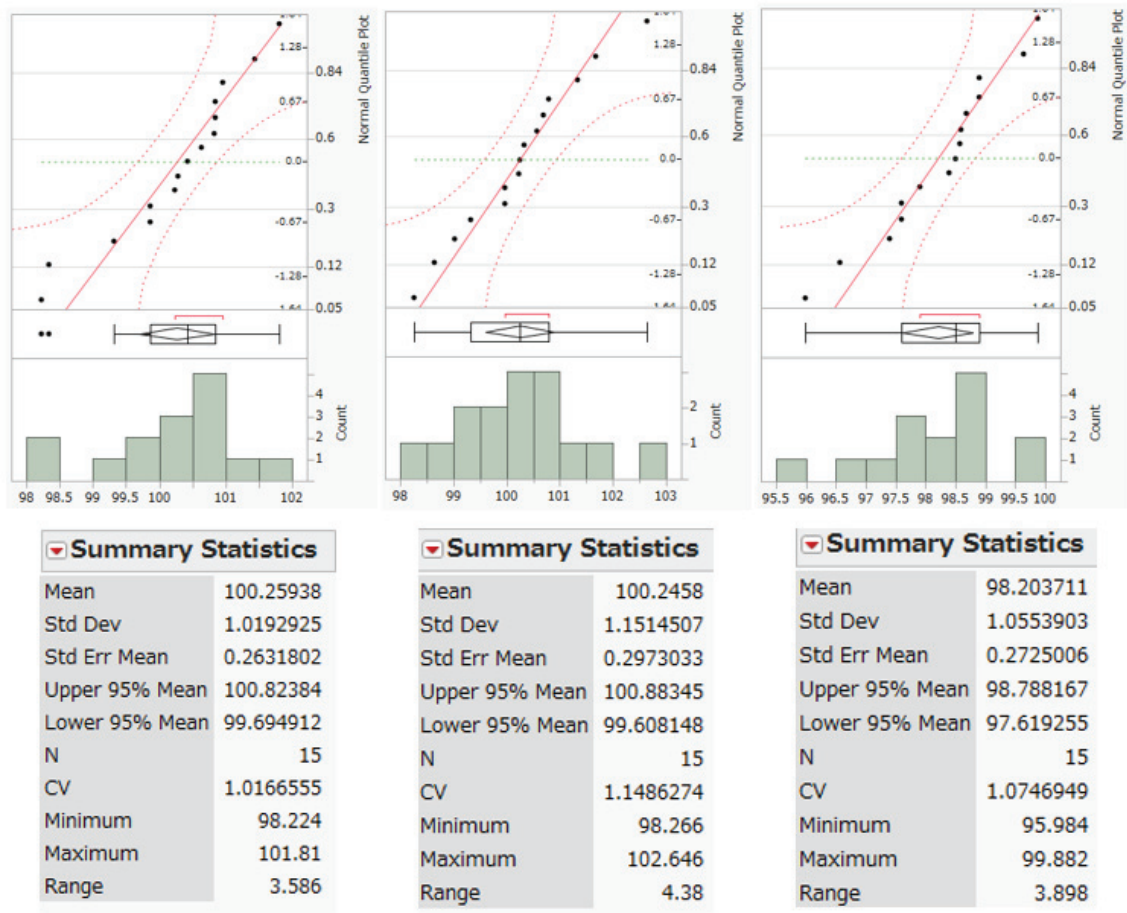 1.64
1.28
0.84
0.67
0.6
0.0
0.3
-0.67
0.12
-1.28
1.64
0.05
Normal Quantile Plot
4
3
2
1
Count
98 98.5 99 99.5 100 101 102
1.28
0.84
0.67
0.6
0.0
0.3
-0.67
0.12
-1.28
1.64
0.05
Normal Quantile Plot
2
1
Count
98 99 100 101 102 103
1.64
1.28
0.84
0.67
0.6
0.0
0.3
-0.67
0.12
-1.28
1.64
0.05
Normal Quantile Plot
4
3
2
1
Count
95.5 96 96.5 97 97.5 98 98.5 99 99.5 100
Summary Statistics
Mean 100.25938
Std Dev 1.0192925
Std Err Mean 0.2631802
Upper 95% Mean 100.82384
Lower 95% Mean 99.694912
N 15
CV 1.0166555
Minimum 98.224
Maximum 101.81
Range 3.586
Summary Statistics
Mean 100.2458
Std Dev 1.1514507
Std Err Mean 0.2973033
Upper 95% Mean 100.88345
Lower 95% Mean 99.608148
N 15
CV 1.1486274
Minimum 98.266
Maximum 102.646
Range 4.38
Summary Statistics
Mean 98.203711
Std Dev 1.0553903
Std Err Mean 0.2725006
Upper 95% Mean 98.788167
Lower 95% Mean 97.619255
N 15
CV 1.0746949
Minimum 95.984
Maximum 99.882
Range 3.898